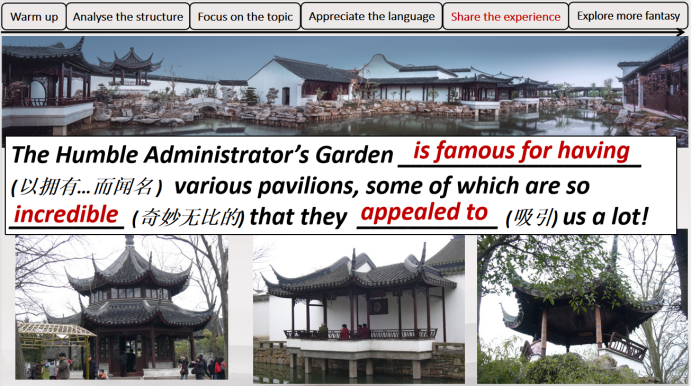 Warm up Analyse the structure Focus on the topic Appreciate the language Share the experience Explore more fantasy
The Humble Administrator's Garden is famous for having
(以拥有…而闻名) various pavilions, some of which are so
incredible (奇妙无比的) that they appealed to (吸引) us a lot!